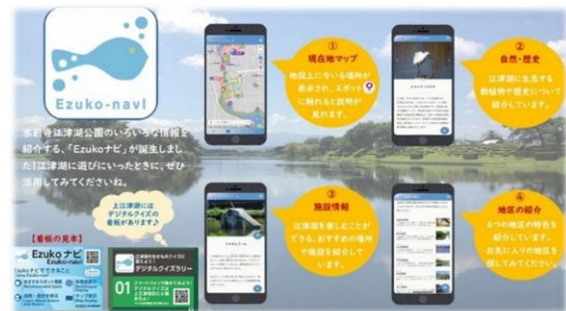 Ezuko-navi
水前寺江津湖公園のいろいろな情報を
紹介する、「Ezukoナビ」が誕生しまし
た！江津湖に遊びにいったときに、ぜひ
活用してみてくださいね。
①
現在地マップ
地図上に今いる場所が
表示され、スポット
に触れると説明が
見れます。
②
自然・歴史
江津湖に生息する
動植物や歴史について
紹介しています。
③
施設情報
江津湖を楽しむことが
できる、おすすめの場所
や施設を紹介して
います。
④
地区の紹介
6つの地区の特色を
紹介しています。
お気に入りの地区を
探してみてください。
上江津湖には
デジタルクイズの
看板があります♪
【看板の見本】
Ezuko ナビ
Ezuko-navi
デジタルクイズラリー
01